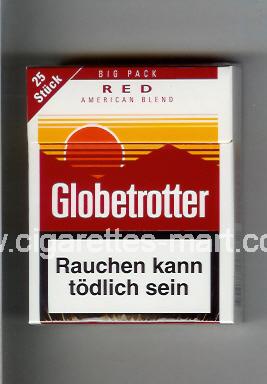 25
Stück
BIG PACK
RED
AMERICAN BLEND
Globetrotter
www.cigarettes-mart.com
Rauchen kann
tödlich sein